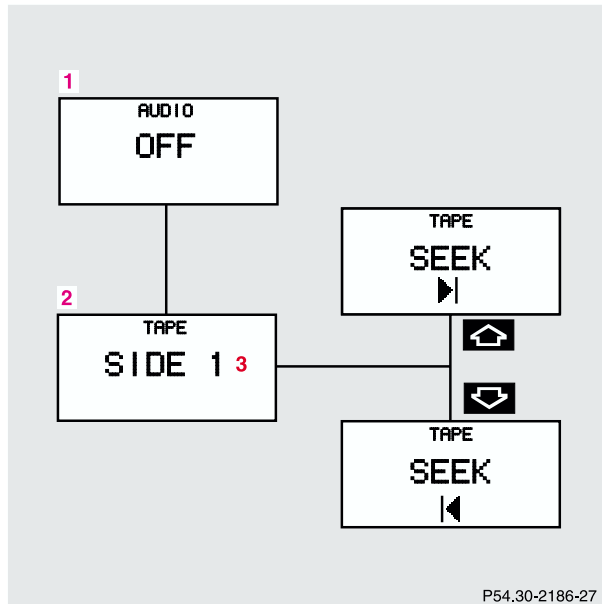 1
AUDIO
OFF
TAPE
SEEK
2
TAPE
SIDE 1 3
TAPE
SEEK
P54.30-2186-27